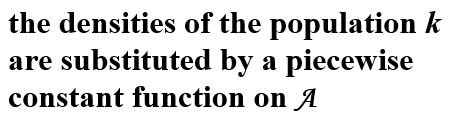 the densities of the population k
are substituted by a piecewise
constant function on 𝒜